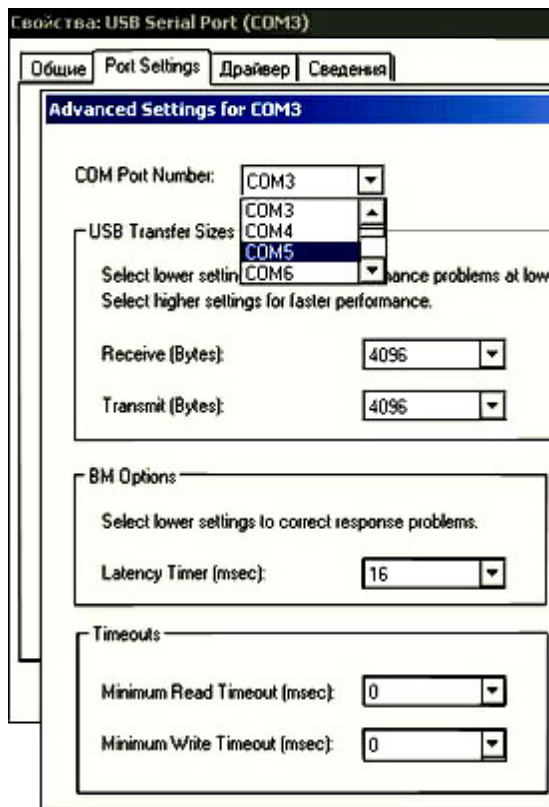 Свойства: USB Serial Port (COM3)
Общие Port Settings Драйвер Сведения
Advanced Settings for COM3
COM Port Number: COM3
COM3
COM4
COM5
COM6
USB Transfer Sizes
Select lower settin ance problems at low
Select higher settings for faster performance.
Receive (Bytes): 4096
Transmit (Bytes): 4096
BM Options
Select lower settings to correct response problems.
Latency Timer (msec): 16
Timeouts
Minimum Read Timeout (msec): 0
Minimum Write Timeout (msec): 0